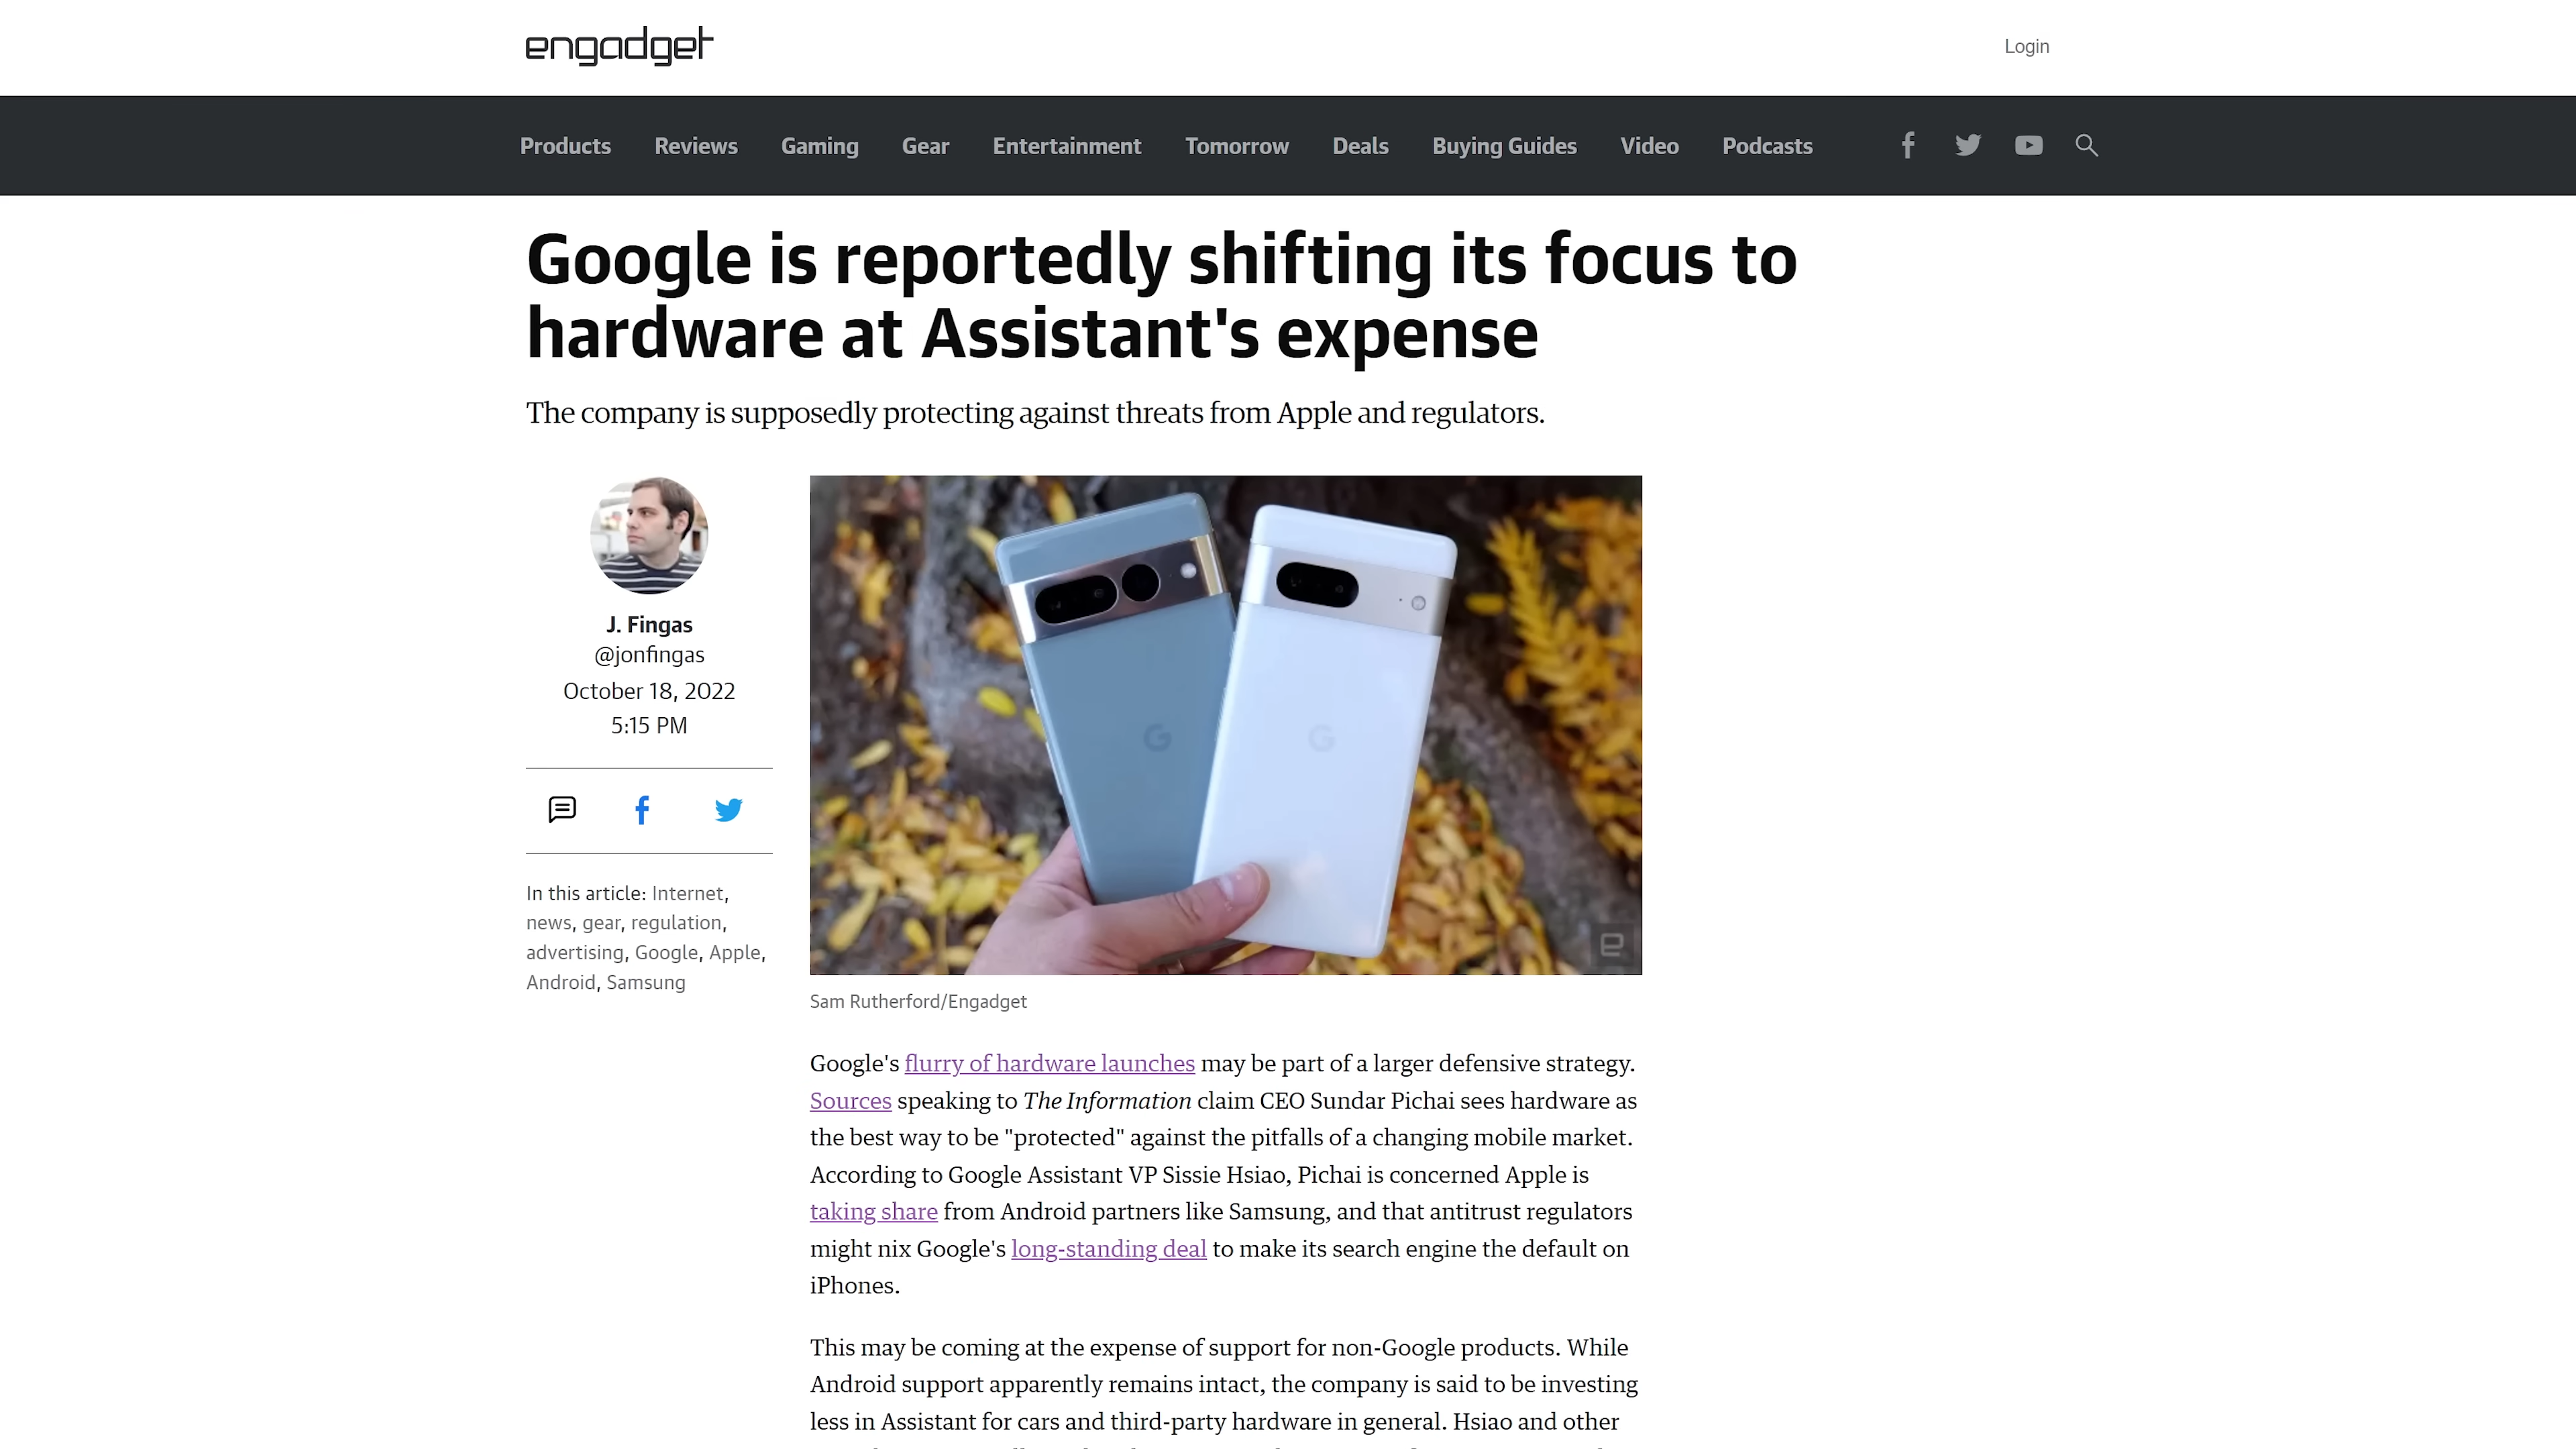 engadget
Login
Products Reviews Gaming Gear Entertainment Tomorrow Deals Buying Guides Video Podcasts
Google is reportedly shifting its focus to
hardware at Assistant's expense
The company is supposedly protecting against threats from Apple and regulators.
J. Fingas
@jonfingas
October 18, 2022
5:15 PM
In this article: Internet,
news, gear, regulation,
advertising, Google, Apple,
Android, Samsung
G G
e
Sam Rutherford/Engadget
Google's flurry of hardware launches may be part of a larger defensive strategy.
Sources speaking to The Information claim CEO Sundar Pichai sees hardware as
the best way to be "protected" against the pitfalls of a changing mobile market.
According to Google Assistant VP Sissie Hsiao, Pichai is concerned Apple is
taking share from Android partners like Samsung, and that antitrust regulators
might nix Google's long-standing deal to make its search engine the default on
iPhones.
This may be coming at the expense of support for non-Google products. While
Android support apparently remains intact, the company is said to be investing
less in Assistant for cars and third-party hardware in general. Hsiao and other